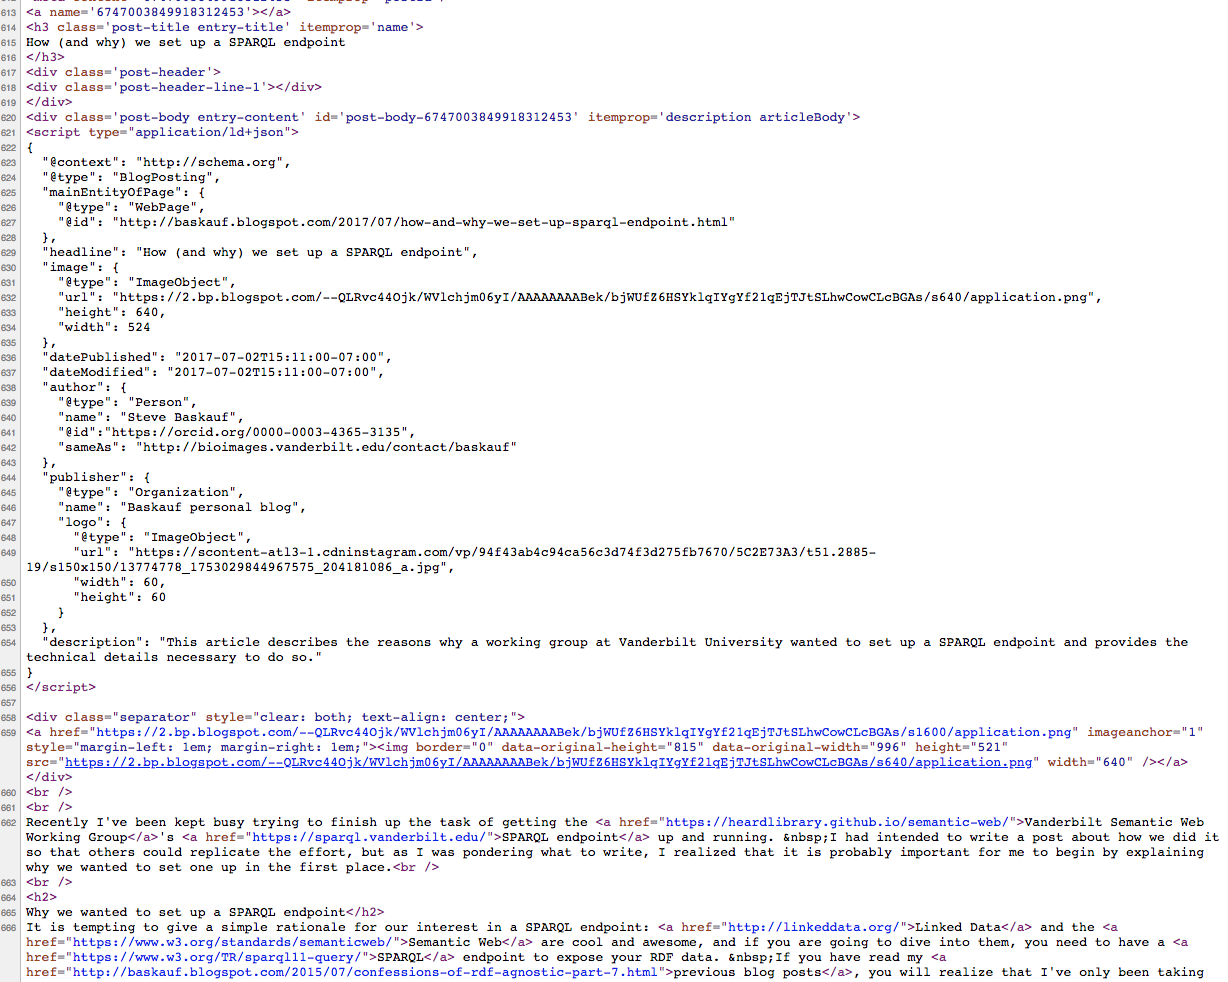 613 <a name='6747003849918312453'></a>
614 <h3 class='post-title entry-title' itemprop='name'>
615 How (and why) we set up a SPARQL endpoint
616 </h3>
617 <div class='post-header'>
618 <div class='post-header-line-1'></div>
619 </div>
620 <div class='post-body entry-content' id='post-body-6747003849918312453' itemprop='description articleBody'>
621 <script type="application/ld+json">
622 {
623   "@context": "http://schema.org",
624   "@type": "BlogPosting",
625   "mainEntityOfPage": {
626     "@type": "WebPage",
627     "@id": "http://baskauf.blogspot.com/2017/07/how-and-why-we-set-up-sparql-endpoint.html"
628   },
629   "headline": "How (and why) we set up a SPARQL endpoint",
630   "image": {
631     "@type": "ImageObject",
632     "url": "https://2.bp.blogspot.com/--QLRvc44Ojk/WVlchjm06yI/AAAAAAAABek/bjWUfZ6HSYklqIYgYf21qEjTJtSLhwCowCLcBGAs/s640/application.png",
633     "height": 640,
634     "width": 524
635   },
636   "datePublished": "2017-07-02T15:11:00-07:00",
637   "dateModified": "2017-07-02T15:11:00-07:00",
638   "author": {
639     "@type": "Person",
640     "name": "Steve Baskauf",
641     "@id":"https://orcid.org/0000-0003-4365-3135",
642     "sameAs": "http://bioimages.vanderbilt.edu/contact/baskauf"
643   },
644   "publisher": {
645     "@type": "Organization",
646     "name": "Baskauf personal blog",
647     "logo": {
648       "@type": "ImageObject",
649       "url": "https://scontent-atl3-1.cdninstagram.com/vp/94f43ab4c94ca56c3d74f3d275fb7670/5C2E73A3/t51.2885-
19/s150x150/13774778_1753029844967575_204181086_a.jpg",
650       "width": 60,
651       "height": 60
652     }
653   },
654   "description": "This article describes the reasons why a working group at Vanderbilt University wanted to set up a SPARQL endpoint and provides the
technical details necessary to do so."
655 }
656 </script>
657
658 <div class="separator" style="clear: both; text-align: center;">
659 <a href="https://2.bp.blogspot.com/--QLRvc44Ojk/WVlchjm06yI/AAAAAAAABek/bjWUfZ6HSYklqIYgYf21qEjTJtSLhwCowCLcBGAs/s1600/application.png" imageanchor="1"
style="margin-left: 1em; margin-right: 1em;"><img border="0" data-original-height="815" data-original-width="996" height="521"
src="https://2.bp.blogspot.com/--QLRvc44Ojk/WVlchjm06yI/AAAAAAAABek/bjWUfZ6HSYklqIYgYf21qEjTJtSLhwCowCLcBGAs/s640/application.png" width="640" /></a>
</div>
660 <br />
661 <br />
662 Recently I've been kept busy trying to finish up the task of getting the <a href="https://heardlibrary.github.io/semantic-web/">Vanderbilt Semantic Web
Working Group</a>'s <a href="https://sparql.vanderbilt.edu/">SPARQL endpoint</a> up and running. &nbsp;I had intended to write a post about how we did it
so that others could replicate the effort, but as I was pondering what to write, I realized that it is probably important for me to begin by explaining
why we wanted to set one up in the first place.<br />
663 <br />
664 <h2>
665 Why we wanted to set up a SPARQL endpoint</h2>
666 It is tempting to give a simple rationale for our interest in a SPARQL endpoint: <a href="http://linkeddata.org/">Linked Data</a> and the <a
href="https://www.w3.org/standards/semanticweb/">Semantic Web</a> are cool and awesome, and if you are going to dive into them, you need to have a <a
href="https://www.w3.org/TR/sparql11-query/">SPARQL</a> endpoint to expose your RDF data. &nbsp;If you have read my <a
href="http://baskauf.blogspot.com/2015/07/confessions-of-rdf-agnostic-part-7.html">previous blog posts</a>, you will realize that I've only been taking